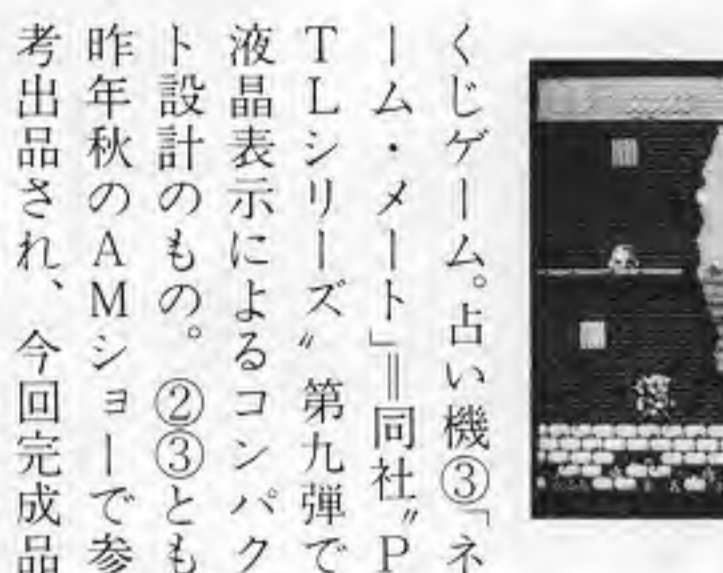 くじゲーム。占い機③「ネ
ーム・メート」＝同社〝P
TLシリーズ〟第九弾で
液晶表示によるコンパク
ト設計のもの。②③とも
昨年秋のAMショーで参
考出品され、今回完成品